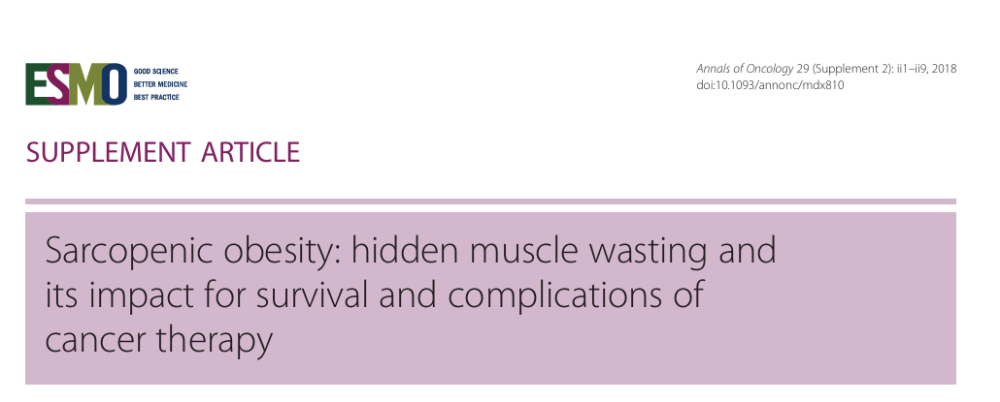 ESMO
GOOD SCIENCE
BETTER MEDICINE
BEST PRACTICE
Annals of Oncology 29 (Supplement 2): ii1–ii9, 2018
doi:10.1093/annonc/mdx810
SUPPLEMENT ARTICLE
Sarcopenic obesity: hidden muscle wasting and
its impact for survival and complications of
cancer therapy